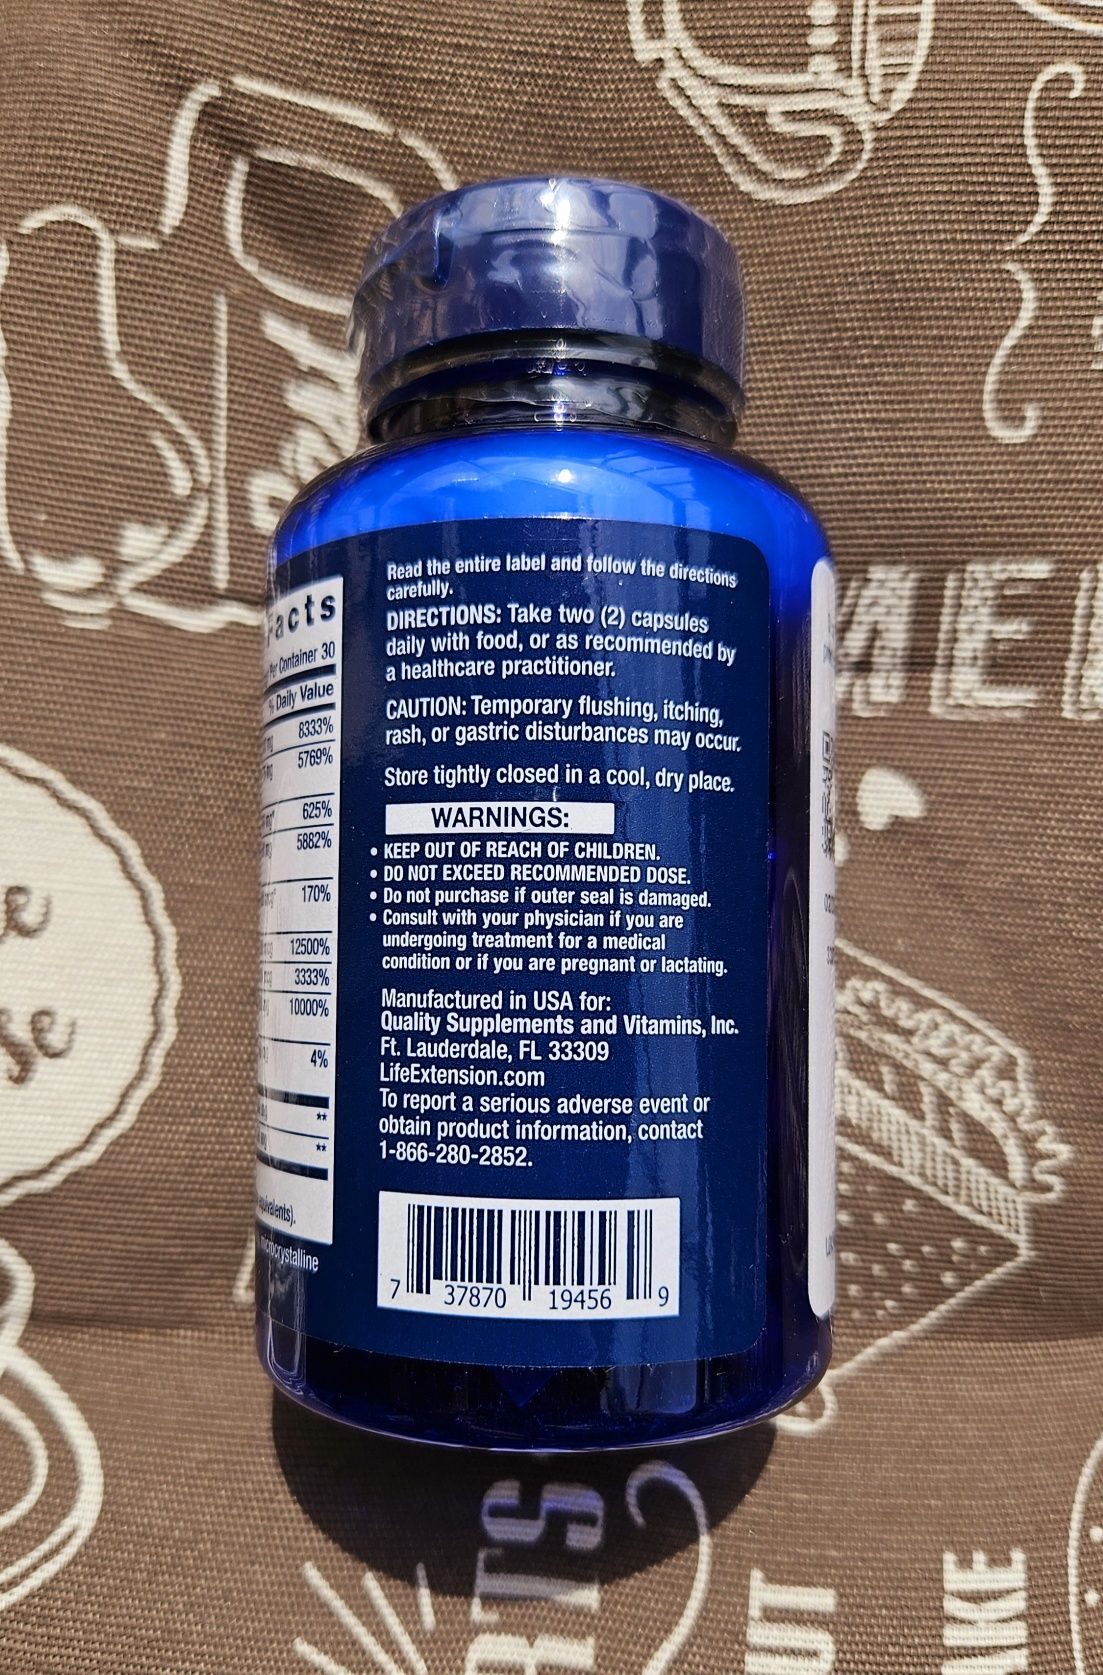 Facts
Per Container 30
% Daily Value
mg 8333%
mg 5769%
625%
5882%
170%
12500%
3333%
10000%
4%
**
**
equivalents).
microcrystalline
Read the entire label and follow the directions
carefully.
DIRECTIONS: Take two (2) capsules
daily with food, or as recommended by
a healthcare practitioner.
CAUTION: Temporary flushing, itching,
rash, or gastric disturbances may occur.
Store tightly closed in a cool, dry place.
WARNINGS:
• KEEP OUT OF REACH OF CHILDREN.
• DO NOT EXCEED RECOMMENDED DOSE.
• Do not purchase if outer seal is damaged.
• Consult with your physician if you are
undergoing treatment for a medical
condition or if you are pregnant or lactating.
Manufactured in USA for:
Quality Supplements and Vitamins, Inc.
Ft. Lauderdale, FL 33309
LifeExtension.com
To report a serious adverse event or
obtain product information, contact
1-866-280-2852.
7 37870 19456 9